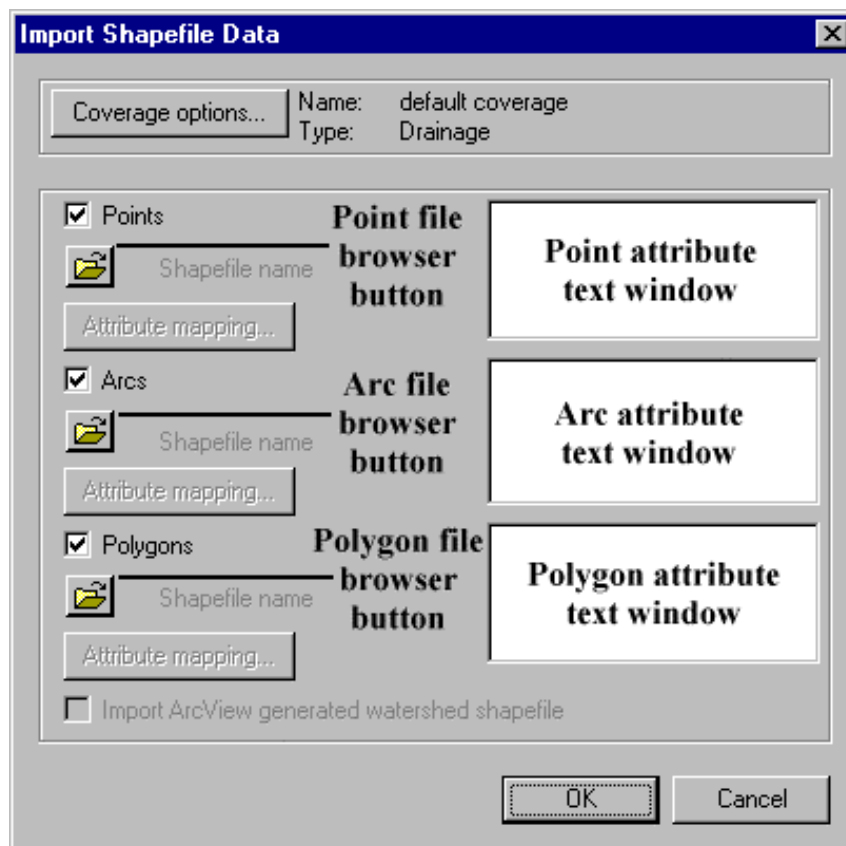 Import Shapefile Data
Coverage options...
Name: default coverage
Type: Drainage
Points
Shapefile name
Attribute mapping...
Point file
browser
button
Point attribute
text window
Arcs
Shapefile name
Attribute mapping...
Arc file
browser
button
Arc attribute
text window
Polygons
Shapefile name
Attribute mapping...
Polygon file
browser
button
Polygon attribute
text window
Import ArcView generated watershed shapefile
OK
Cancel